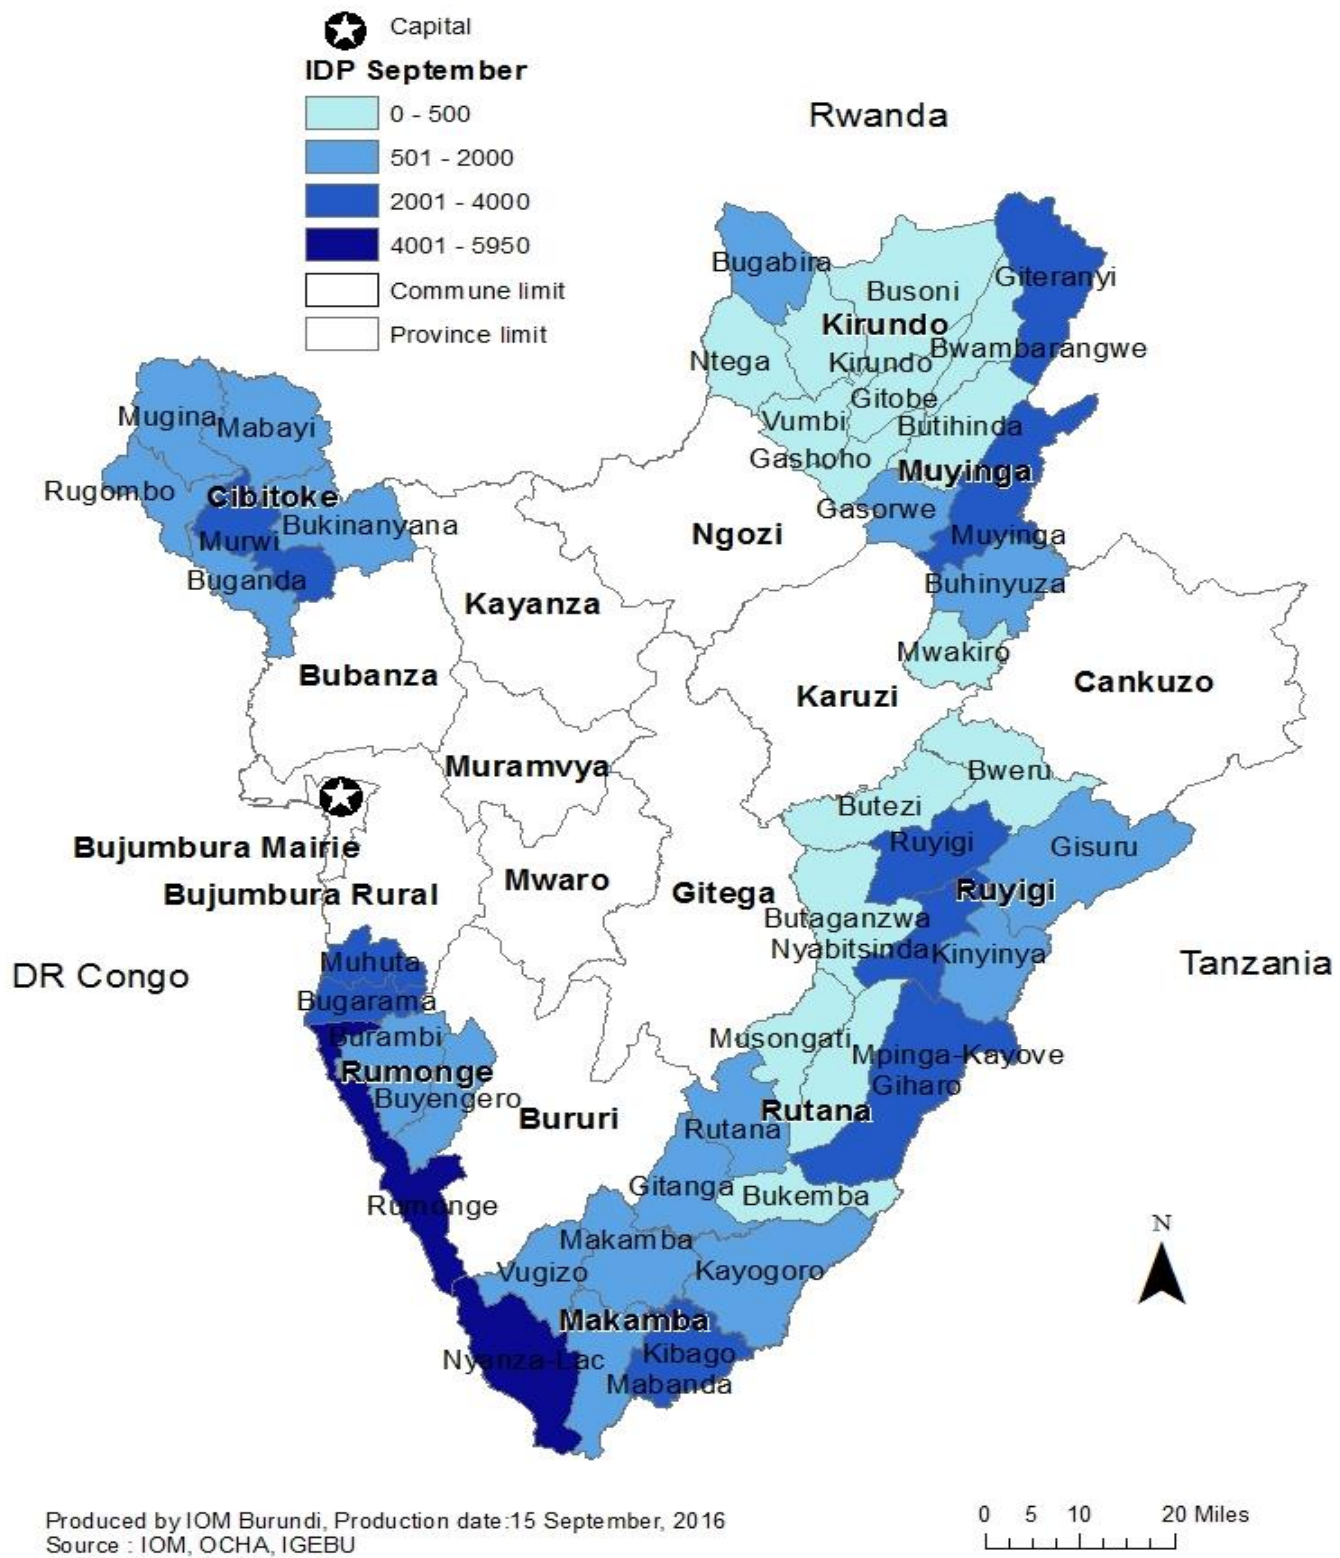 Capital
IDP September
0 - 500
501 - 2000
2001 - 4000
4001 - 5950
Commune limit
Province limit
Rwanda
Bugabira
Busoni
Giteranyi
Kirundo
Ntega
Kirundo
Bwambarangwe
Gitobe
Vumbi
Butihinda
Gashoho
Muyinga
Gasorwe
Muyinga
Buhinyuza
Mwakiro
Mugina
Mabayi
Rugombo
Cibitoke
Bukinanyana
Murwi
Buganda
Ngozi
Kayanza
Bubanza
Karuzi
Cankuzo
Muramvya
Bweru
Butezi
Ruyigi
Gisuru
Bujumbura Mairie
Bujumbura Rural
Mwaro
Gitega
Ruyigi
Butaganzwa
Nyabitsinda
Kinyinya
DR Congo
Tanzania
Muhuta
Bugarama
Burambi
Rumonge
Buyengero
Bururi
Musongati
Mpinga-Kayove
Giharo
Rutana
Rutana
Gitanga
Bukemba
Rumonge
Makamba
Vugizo
Kayogoro
Makamba
Nyanza-Lac
Kibago
Mabanda
N
0 5 10 20 Miles
Produced by IOM Burundi, Production date:15 September, 2016
Source : IOM, OCHA, IGEBU